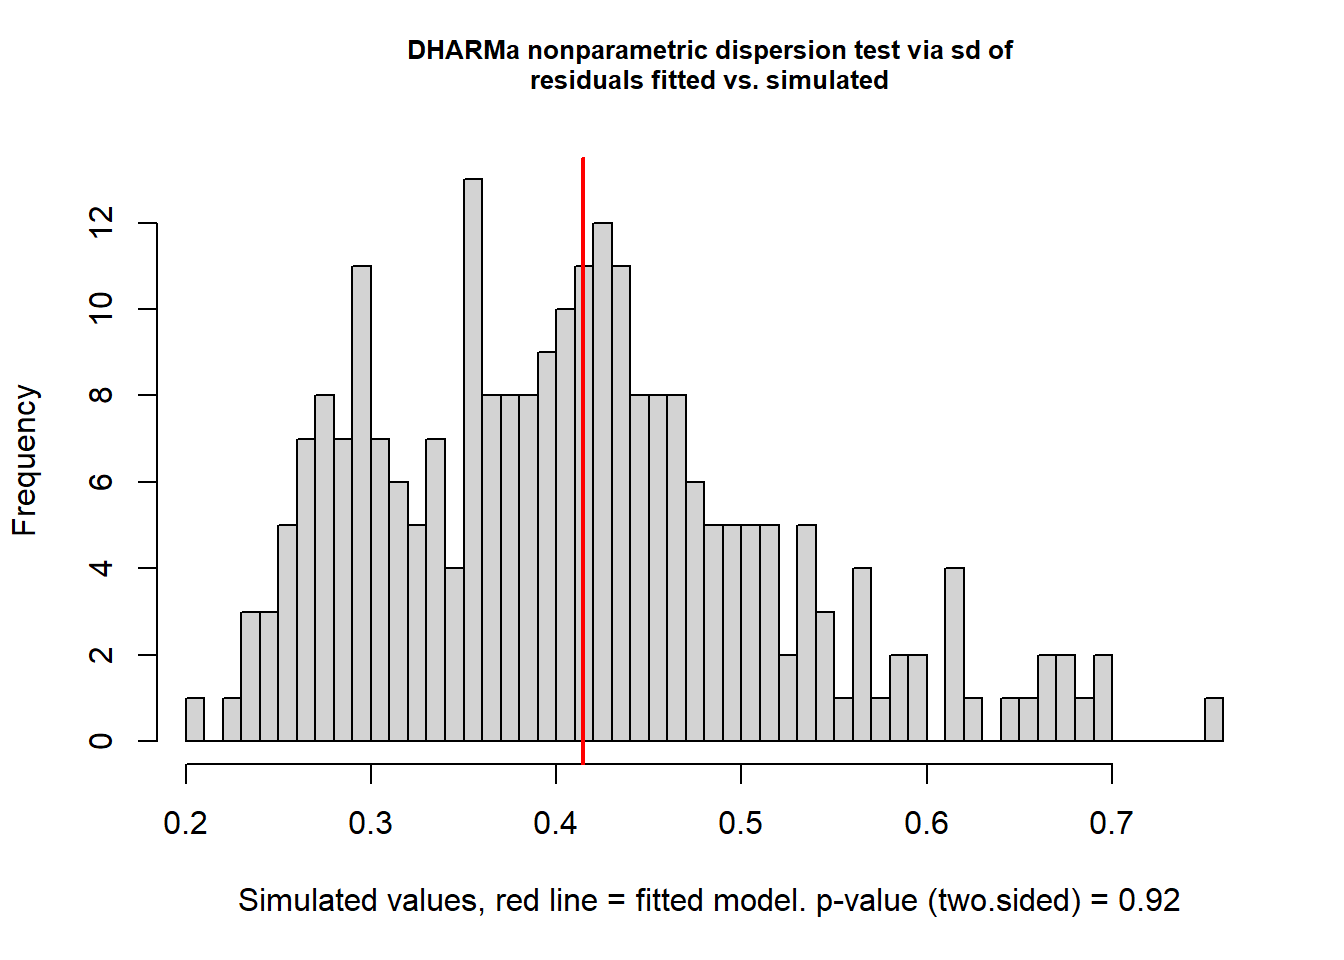 DHARMa nonparametric dispersion test via sd of
residuals fitted vs. simulated
Frequency
12
10
8
6
4
2
0
0.2 0.3 0.4 0.5 0.6 0.7
Simulated values, red line = fitted model. p-value (two.sided) = 0.92